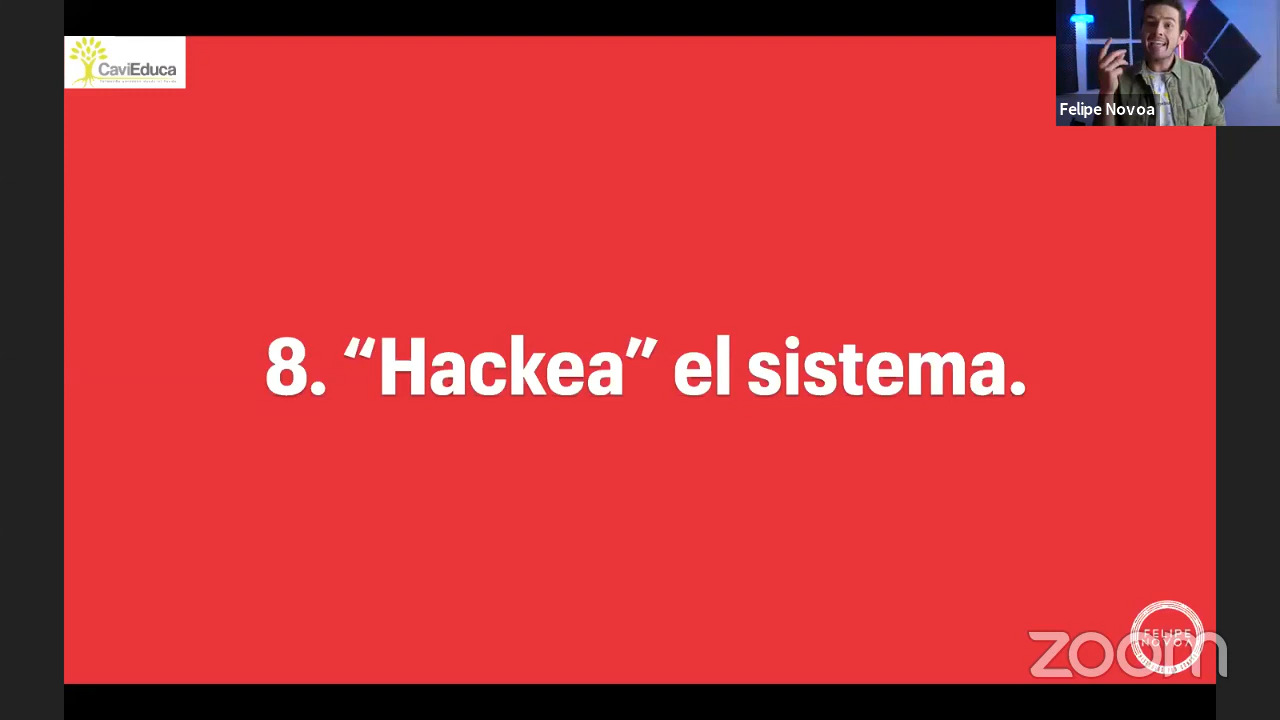 CaviEduca
Felipe Novoa
8. “Hackea” el sistema.
FELIPE
NOVOA
zoom